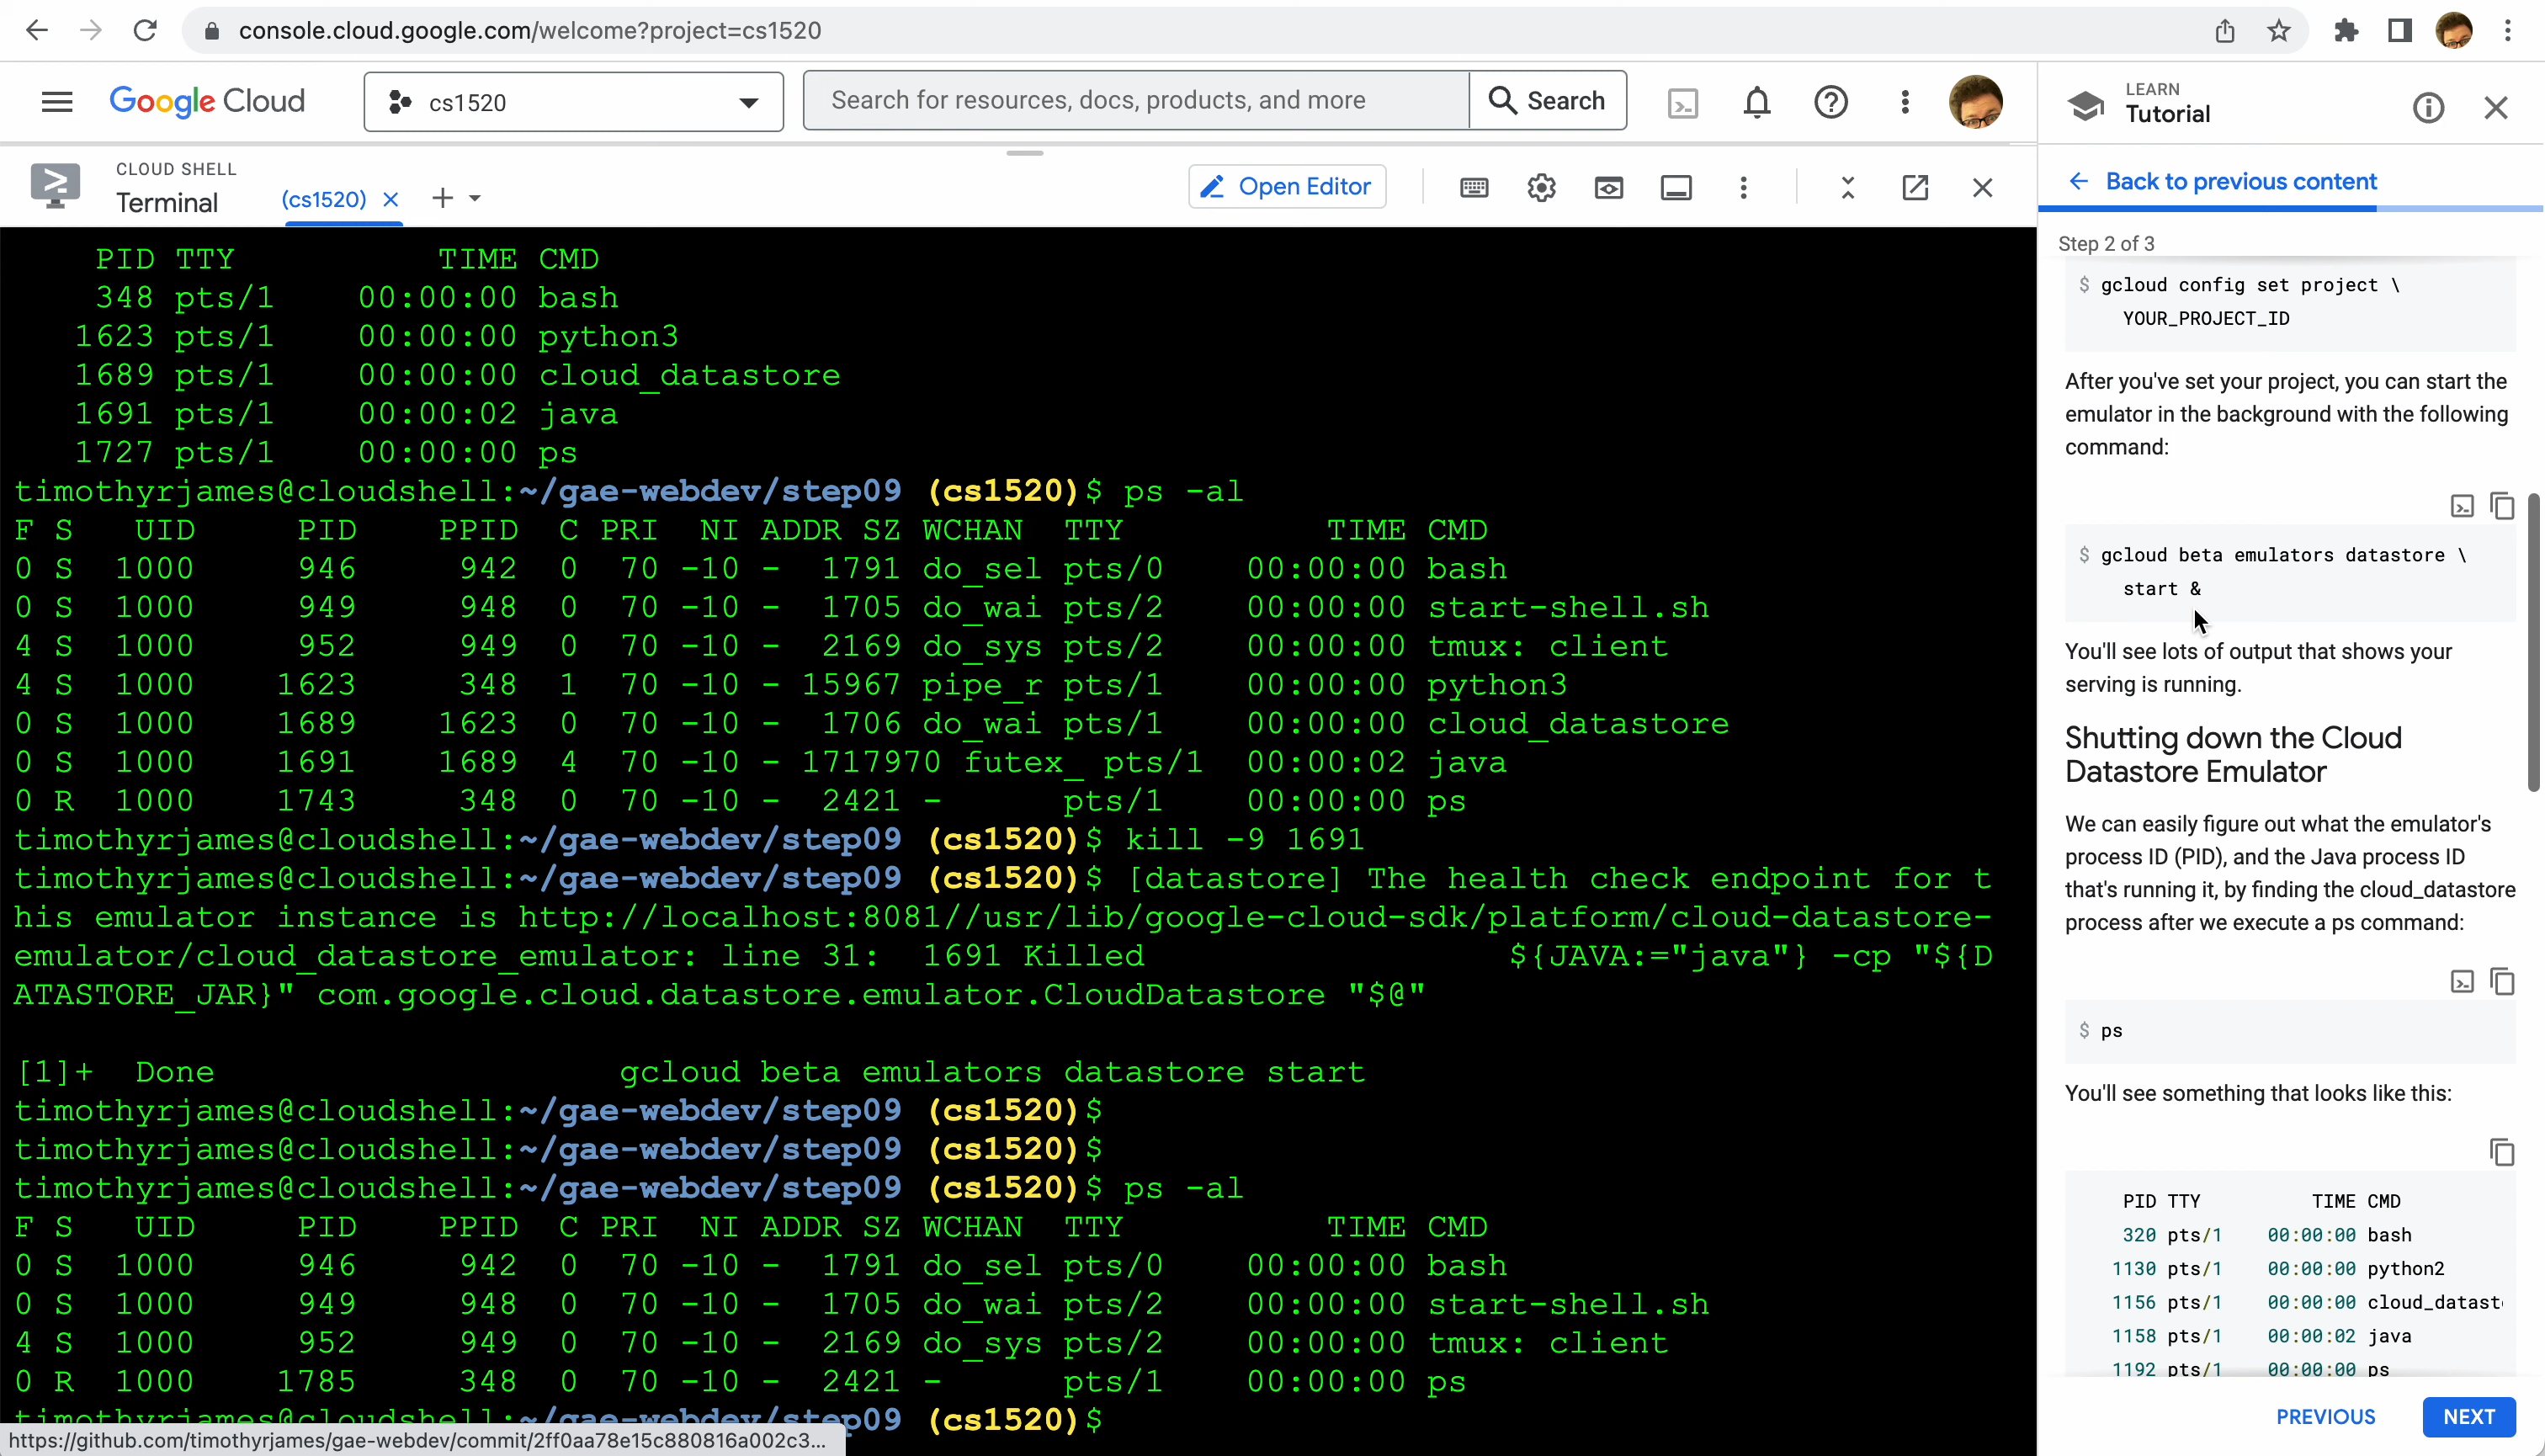 console.cloud.google.com/welcome?project=cs1520
Google Cloud
cs1520
Search for resources, docs, products, and more
Search
CLOUD SHELL
Terminal
(cs1520)
Open Editor
    PID TTY          TIME CMD
    348 pts/1    00:00:00 bash
   1623 pts/1    00:00:00 python3
   1689 pts/1    00:00:00 cloud_datastore
   1691 pts/1    00:00:02 java
   1727 pts/1    00:00:00 ps
timothyrjames@cloudshell:~/gae-webdev/step09 (cs1520)$ ps -al
F S   UID     PID    PPID  C PRI  NI ADDR SZ WCHAN  TTY          TIME CMD
0 S  1000     946     942  0  70 -10 -  1791 do_sel pts/0    00:00:00 bash
0 S  1000     949     948  0  70 -10 -  1705 do_wai pts/2    00:00:00 start-shell.sh
4 S  1000     952     949  0  70 -10 -  2169 do_sys pts/2    00:00:00 tmux: client
4 S  1000    1623     348  1  70 -10 - 15967 pipe_r pts/1    00:00:00 python3
0 S  1000    1689    1623  0  70 -10 -  1706 do_wai pts/1    00:00:00 cloud_datastore
0 S  1000    1691    1689  4  70 -10 - 1717970 futex_ pts/1  00:00:02 java
0 R  1000    1743     348  0  70 -10 -  2421 -      pts/1    00:00:00 ps
timothyrjames@cloudshell:~/gae-webdev/step09 (cs1520)$ kill -9 1691
timothyrjames@cloudshell:~/gae-webdev/step09 (cs1520)$ [datastore] The health check endpoint for t
his emulator instance is http://localhost:8081//usr/lib/google-cloud-sdk/platform/cloud-datastore-
emulator/cloud_datastore_emulator: line 31:  1691 Killed                  ${JAVA:="java"} -cp "${D
ATASTORE_JAR}" com.google.cloud.datastore.emulator.CloudDatastore "$@"
[1]+  Done                    gcloud beta emulators datastore start
timothyrjames@cloudshell:~/gae-webdev/step09 (cs1520)$
timothyrjames@cloudshell:~/gae-webdev/step09 (cs1520)$
timothyrjames@cloudshell:~/gae-webdev/step09 (cs1520)$ ps -al
F S   UID     PID    PPID  C PRI  NI ADDR SZ WCHAN  TTY          TIME CMD
0 S  1000     946     942  0  70 -10 -  1791 do_sel pts/0    00:00:00 bash
0 S  1000     949     948  0  70 -10 -  1705 do_wai pts/2    00:00:00 start-shell.sh
4 S  1000     952     949  0  70 -10 -  2169 do_sys pts/2    00:00:00 tmux: client
0 R  1000    1785     348  0  70 -10 -  2421 -      pts/1    00:00:00 ps
timothyrjames@cloudshell:~/gae-webdev/step09 (cs1520)$
https://github.com/timothyrjames/gae-webdev/commit/2ff0aa78e15c880816a002c3...
LEARN
Tutorial
Back to previous content
Step 2 of 3
$ gcloud config set project \
YOUR_PROJECT_ID
After you've set your project, you can start the
emulator in the background with the following
command:
$ gcloud beta emulators datastore \
start &
You'll see lots of output that shows your
serving is running.
Shutting down the Cloud
Datastore Emulator
We can easily figure out what the emulator's
process ID (PID), and the Java process ID
that's running it, by finding the cloud_datastore
process after we execute a ps command:
$ ps
You'll see something that looks like this:
 PID TTY          TIME CMD
 320 pts/1    00:00:00 bash
1130 pts/1    00:00:00 python2
1156 pts/1    00:00:00 cloud_datast
1158 pts/1    00:00:02 java
1192 pts/1    00:00:00 ps
PREVIOUS
NEXT